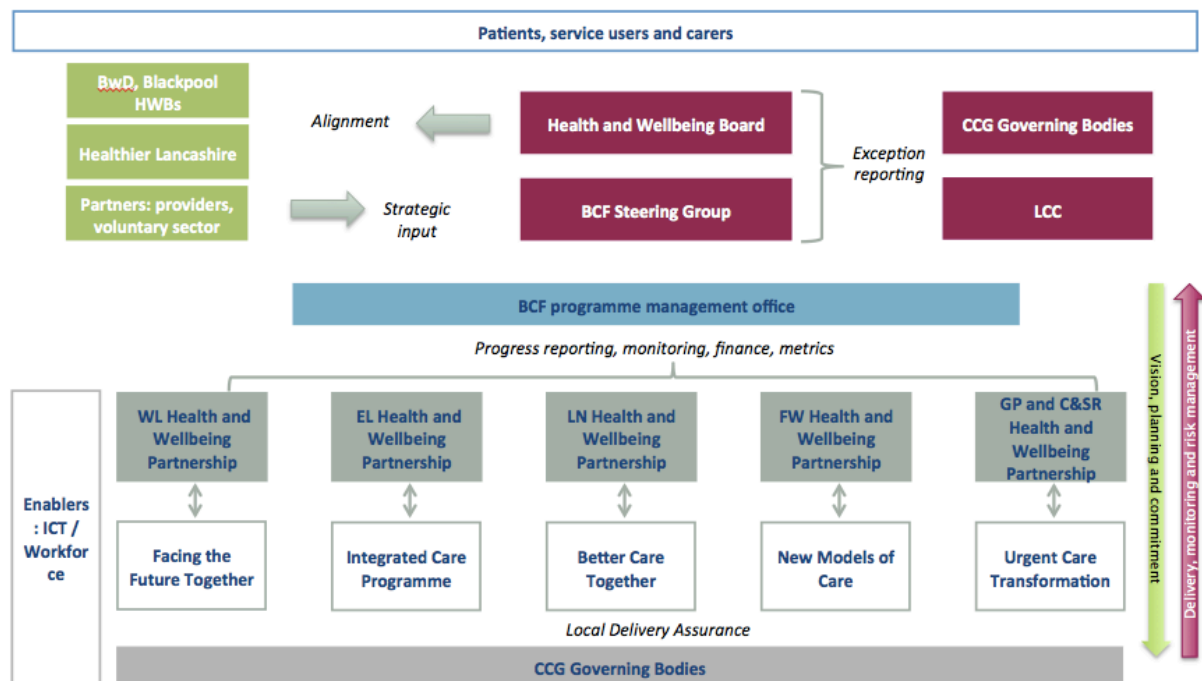 Patients, service users and carers
BwD, Blackpool
HWBs
Healthier Lancashire
Partners: providers,
voluntary sector
Alignment
Strategic
input
Health and Wellbeing Board
BCF Steering Group
Exception
reporting
CCG Governing Bodies
LCC
BCF programme management office
Progress reporting, monitoring, finance, metrics
WL Health and
Wellbeing
Partnership
EL Health and
Wellbeing
Partnership
LN Health and
Wellbeing
Partnership
FW Health and
Wellbeing
Partnership
GP and C&SR
Health and
Wellbeing
Partnership
Enablers
: ICT /
Workfor
ce
Facing the
Future Together
Integrated Care
Programme
Better Care
Together
New Models of
Care
Urgent Care
Transformation
Local Delivery Assurance
CCG Governing Bodies
Vision, planning and commitment
Delivery, monitoring and risk management